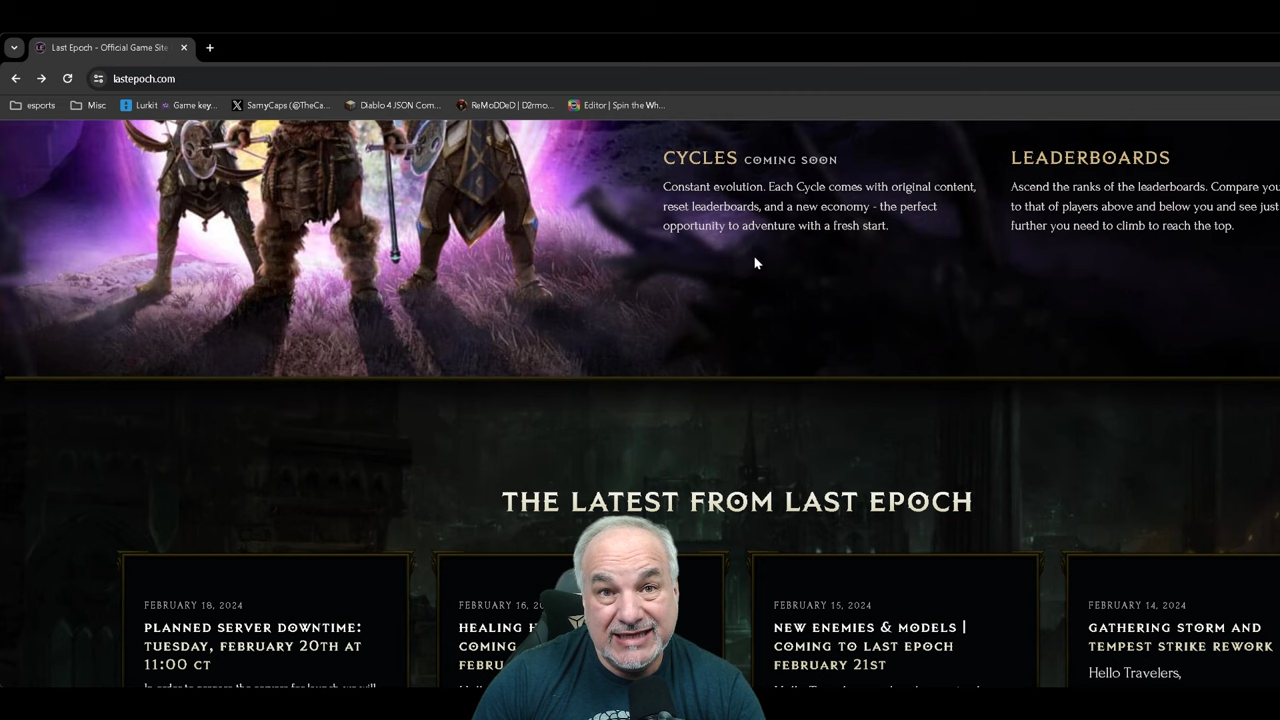 Last Epoch - Official Game Site
lastepoch.com
esports
Misc
Lurkit
Game key...
SamyCaps (@TheCa...
Diablo 4 JSON Com...
ReMoDDeD | D2rmo...
Editor | Spin the Wh...
CYCLES COMING SOON
Constant evolution. Each Cycle comes with original content,
reset leaderboards, and a new economy - the perfect
opportunity to adventure with a fresh start.
LEADERBOARDS
Ascend the ranks of the leaderboards. Compare you
to that of players above and below you and see just
further you need to climb to reach the top.
THE LATEST FROM LAST EPOCH
FEBRUARY 18, 2024
PLANNED SERVER DOWNTIME:
TUESDAY, FEBRUARY 20TH AT
11:00 CT
FEBRUARY 16, 20
HEALING
COMING
FEBRU
FEBRUARY 15, 2024
NEW ENEMIES & MODELS |
COMING TO LAST EPOCH
FEBRUARY 21ST
FEBRUARY 14, 2024
GATHERING STORM AND
TEMPEST STRIKE REWORK
Hello Travelers,